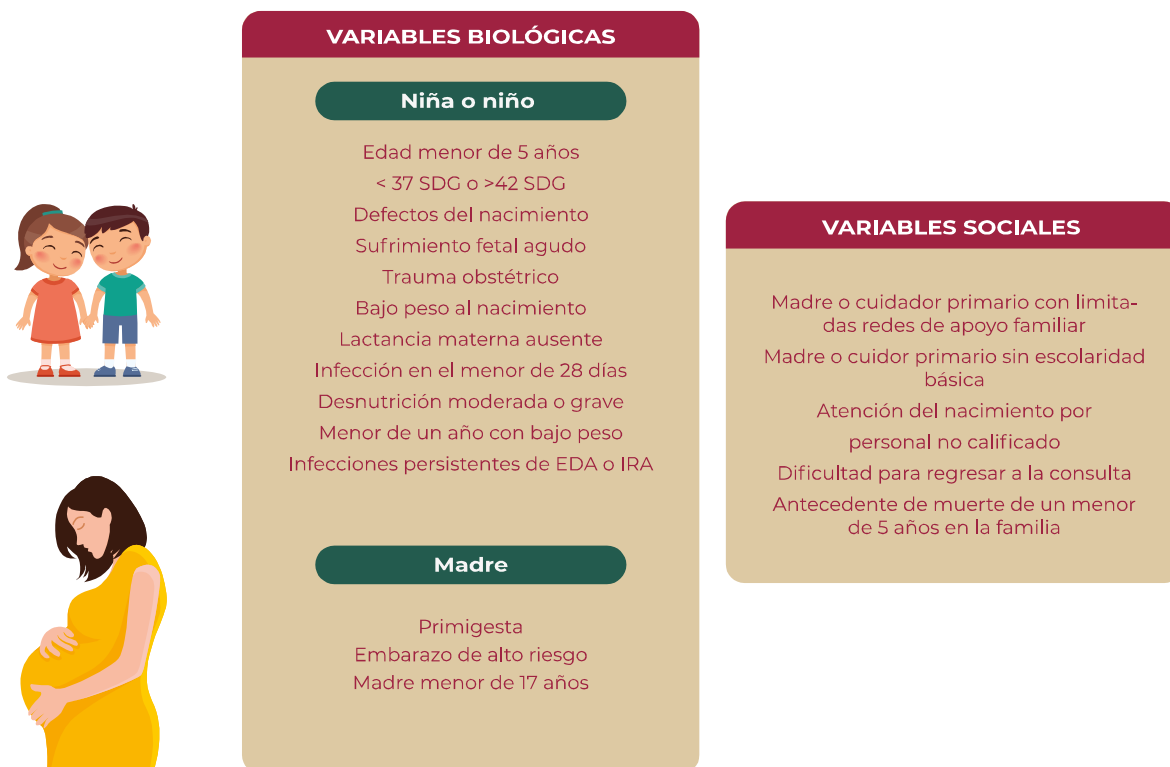 VARIABLES BIOLÓGICAS
Niña o niño
Edad menor de 5 años
< 37 SDG o >42 SDG
Defectos del nacimiento
Sufrimiento fetal agudo
Trauma obstétrico
Bajo peso al nacimiento
Lactancia materna ausente
Infección en el menor de 28 días
Desnutrición moderada o grave
Menor de un año con bajo peso
Infecciones persistentes de EDA o IRA
Madre
Primigesta
Embarazo de alto riesgo
Madre menor de 17 años
VARIABLES SOCIALES
Madre o cuidador primario con limita-
das redes de apoyo familiar
Madre o cuidor primario sin escolaridad
básica
Atención del nacimiento por
personal no calificado
Dificultad para regresar a la consulta
Antecedente de muerte de un menor
de 5 años en la familia